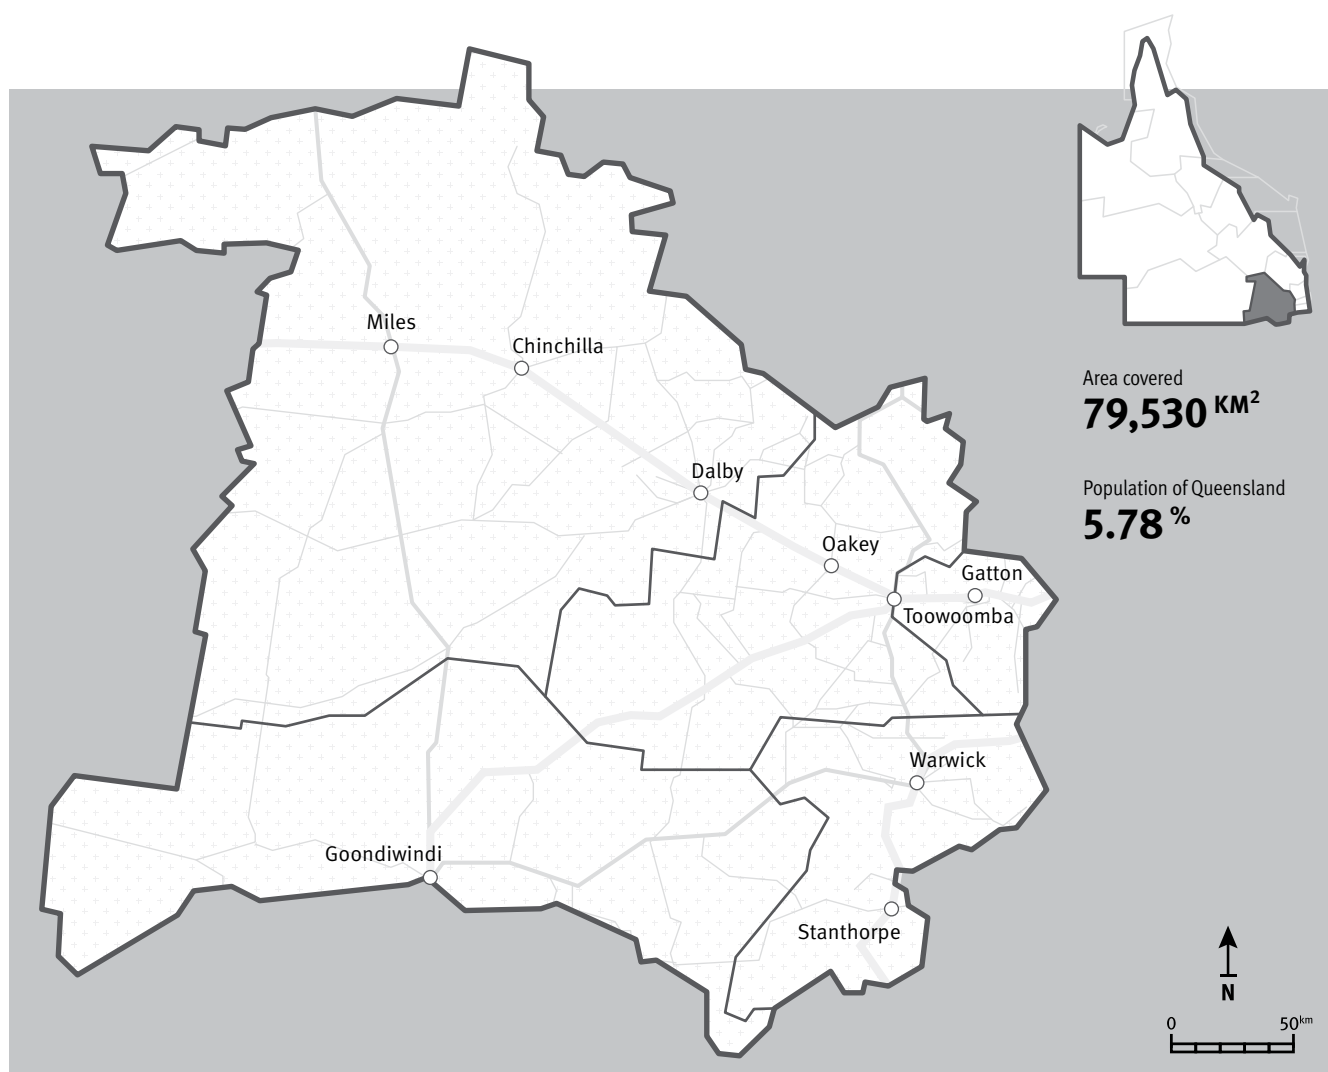 Miles
Chinchilla
Area covered
79,530 KM²
Dalby
Population of Queensland
5.78 %
Oakey
Gatton
Toowoomba
Warwick
Goondiwindi
Stanthorpe
N
0 50km